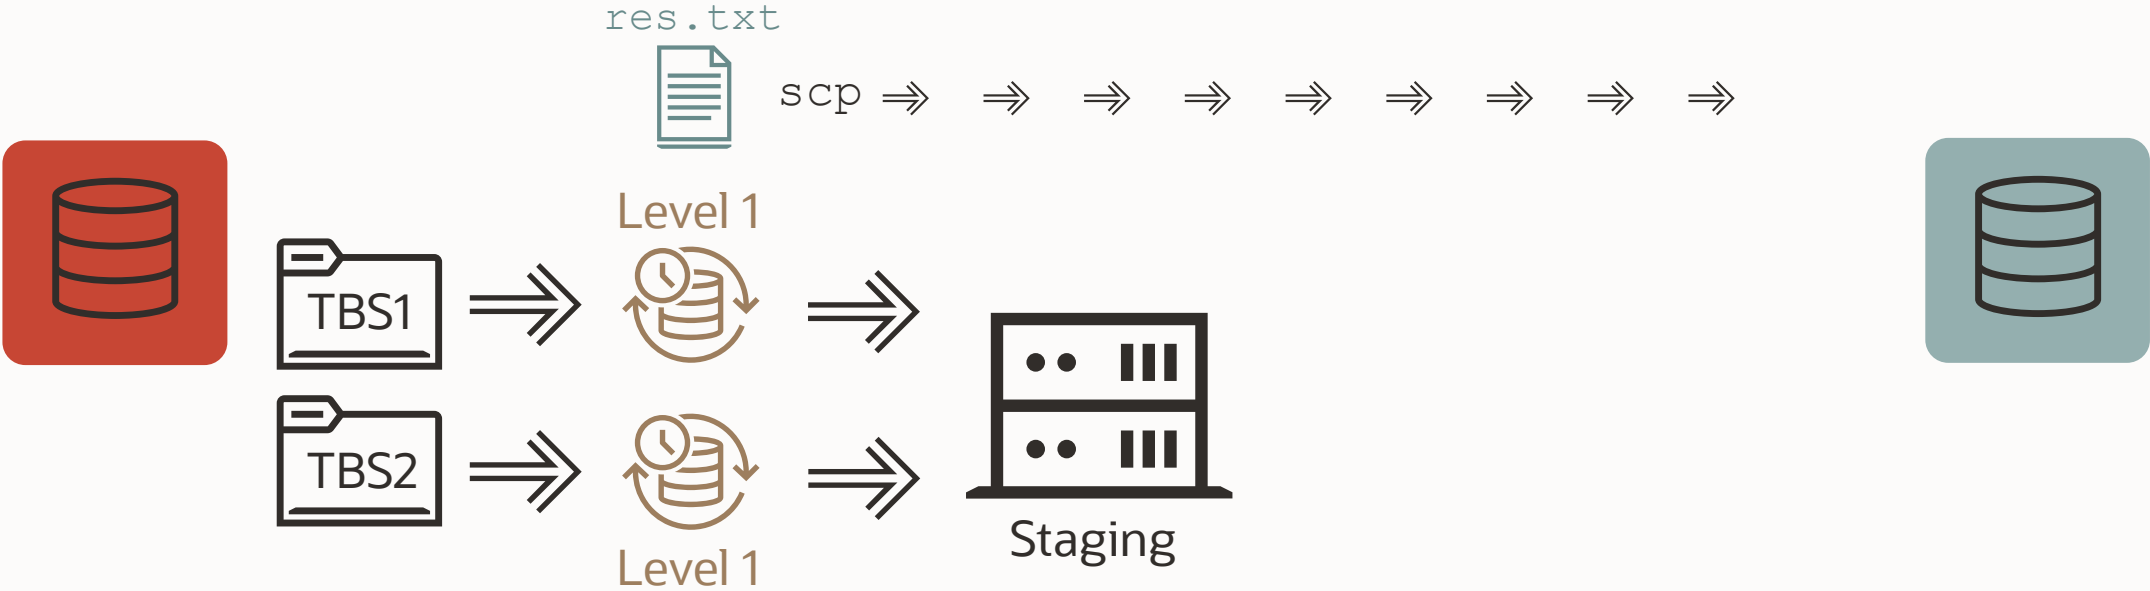 res.txt
scp
Level 1
TBS1
TBS2
Level 1
Staging